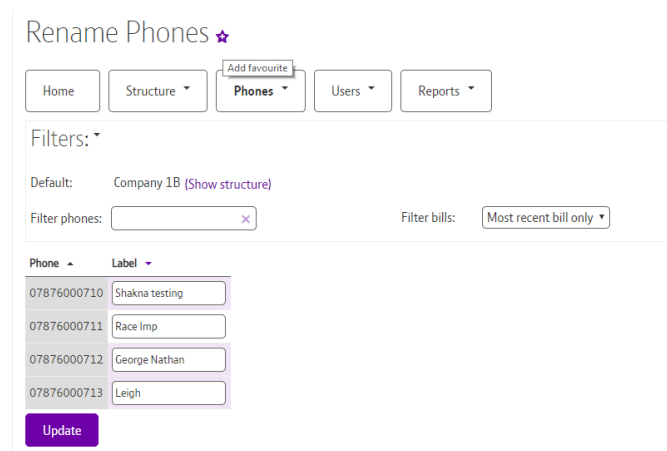 Rename Phones
Add favourite
Home Structure Phones Users Reports
Filters:
Default: Company 1B (Show structure)
Filter phones: Filter bills: Most recent bill only
Phone Label
07876000710 Shakna testing
07876000711 Race Imp
07876000712 George Nathan
07876000713 Leigh
Update